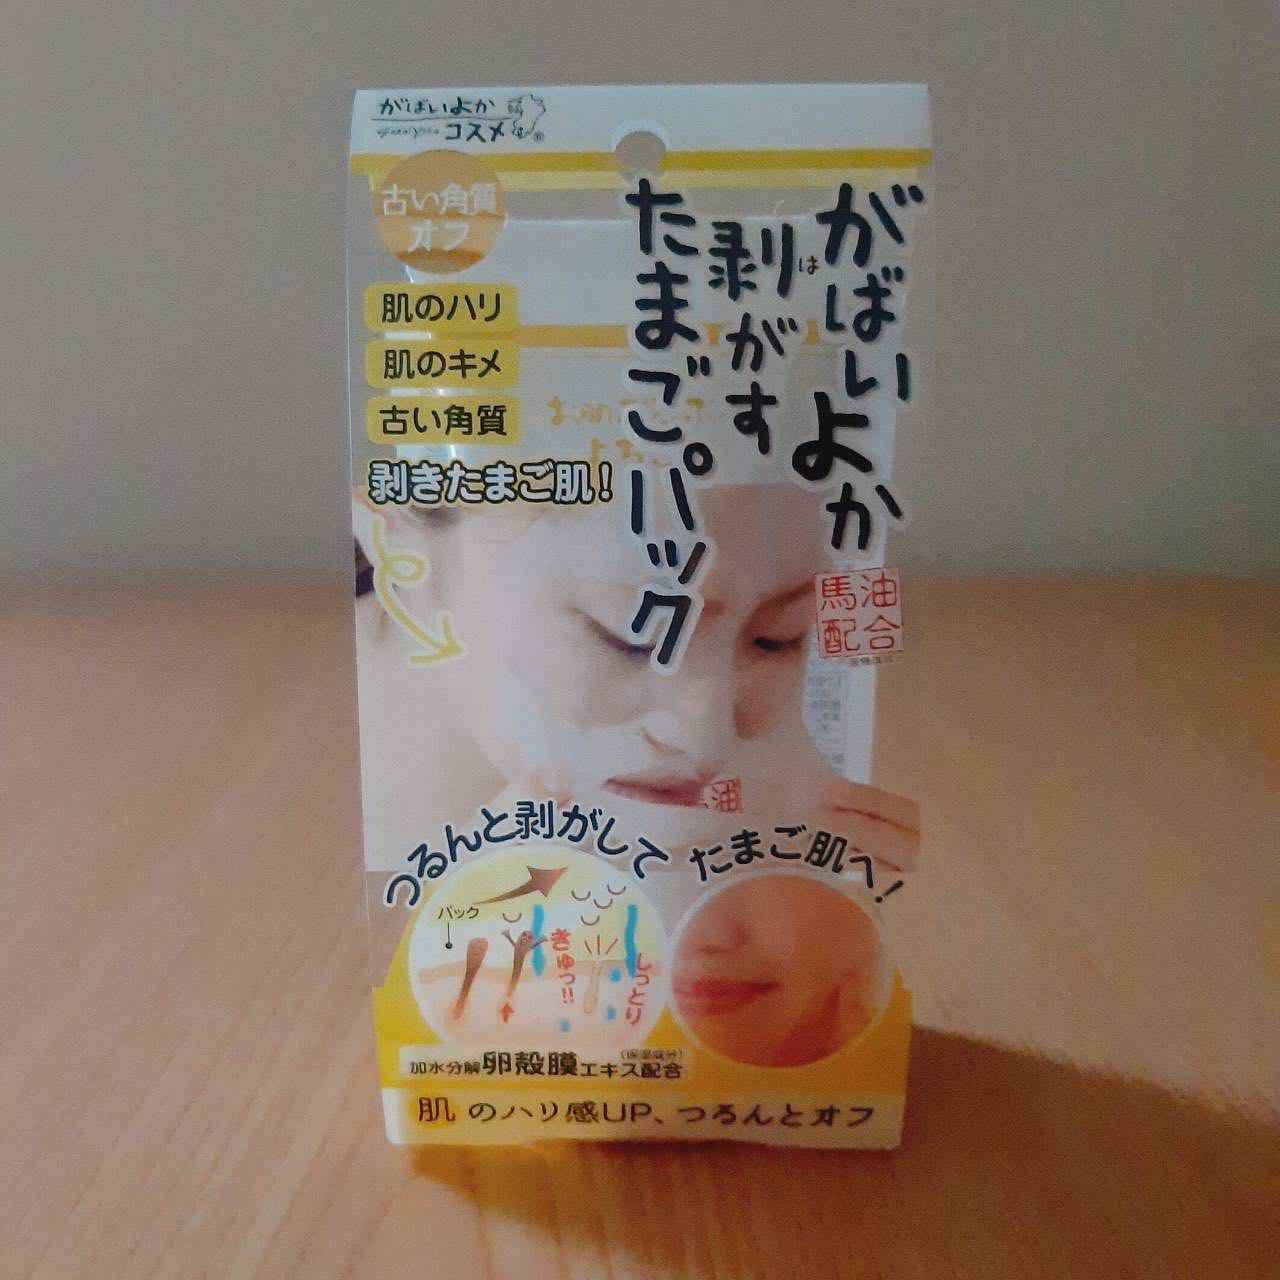 がばいよか
コスメ
古い角質
オフ
がばいよか
剥がす
は
たまごパック
肌のハリ
肌のキメ
古い角質
剥きたまご肌!
馬油
配合
つるんと剥がして
たまご肌へ!
パック
きゅっ!!
しっとり
(保湿成分)
加水分解卵殻膜エキス配合
肌のハリ感UP、つるんとオフ